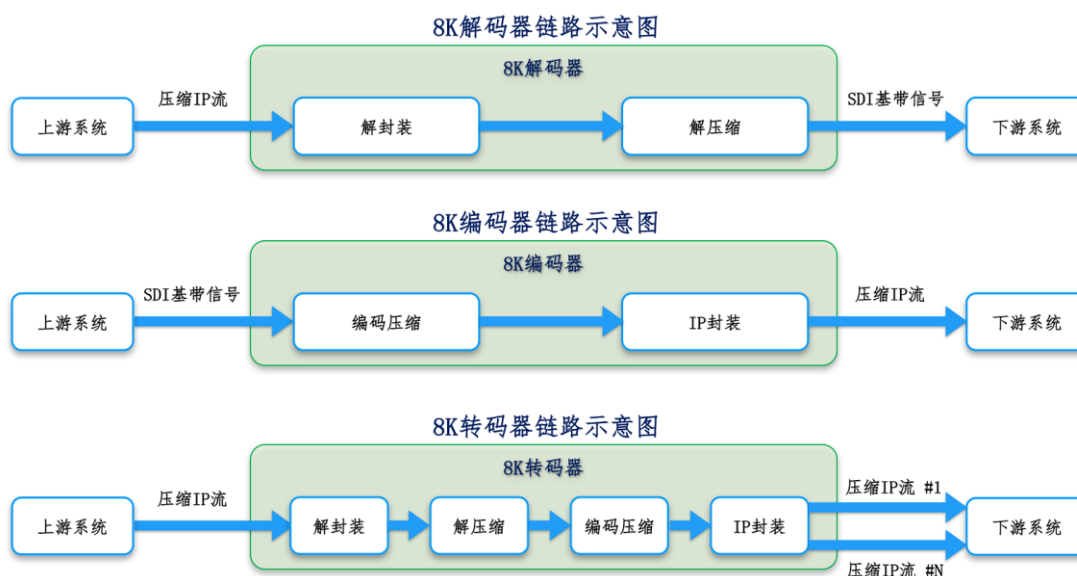 8K解码器链路示意图
8K解码器
压缩IP流
SDI基带信号
上游系统
解封装
解压缩
下游系统
8K编码器链路示意图
8K编码器
SDI基带信号
压缩IP流
上游系统
编码压缩
IP封装
下游系统
8K转码器链路示意图
8K转码器
压缩IP流
压缩IP流 #1
上游系统
解封装
解压缩
编码压缩
IP封装
下游系统
压缩IP流 #N